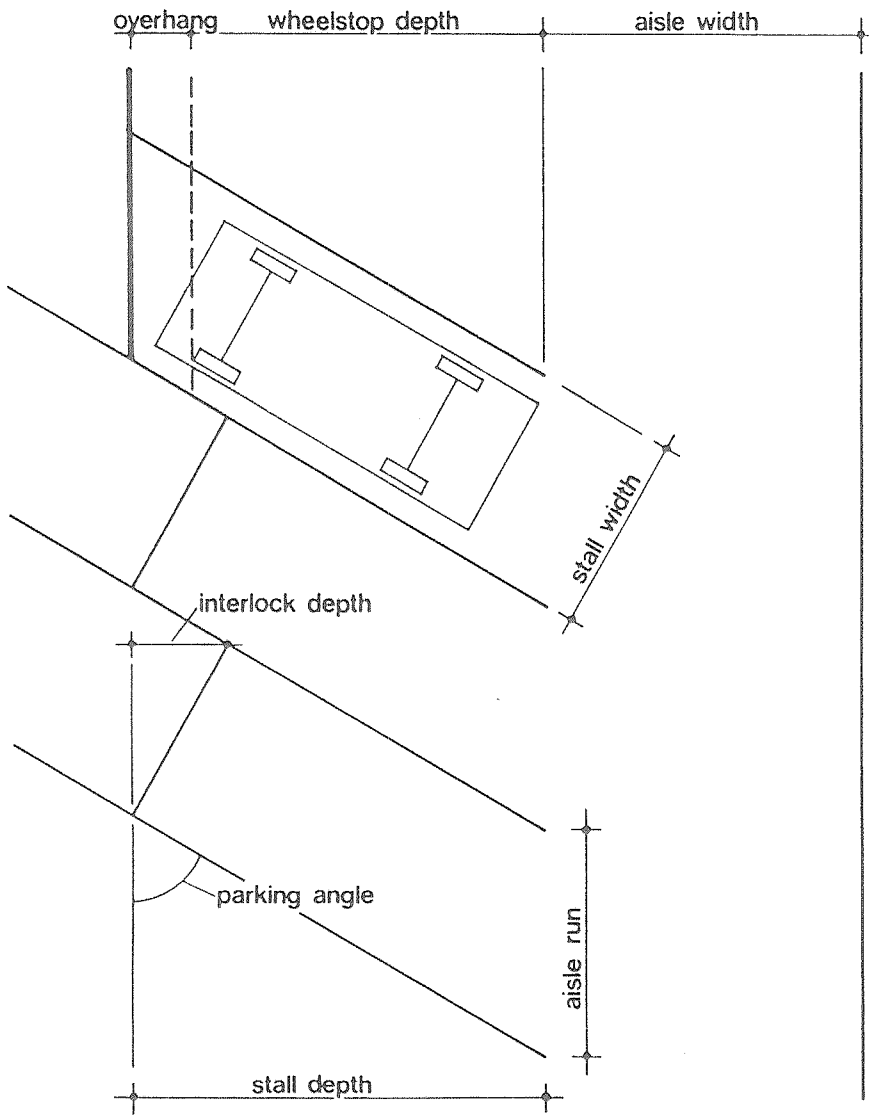 overhang
wheelstop depth
aisle width
stall width
interlock depth
parking angle
aisle run
stall depth